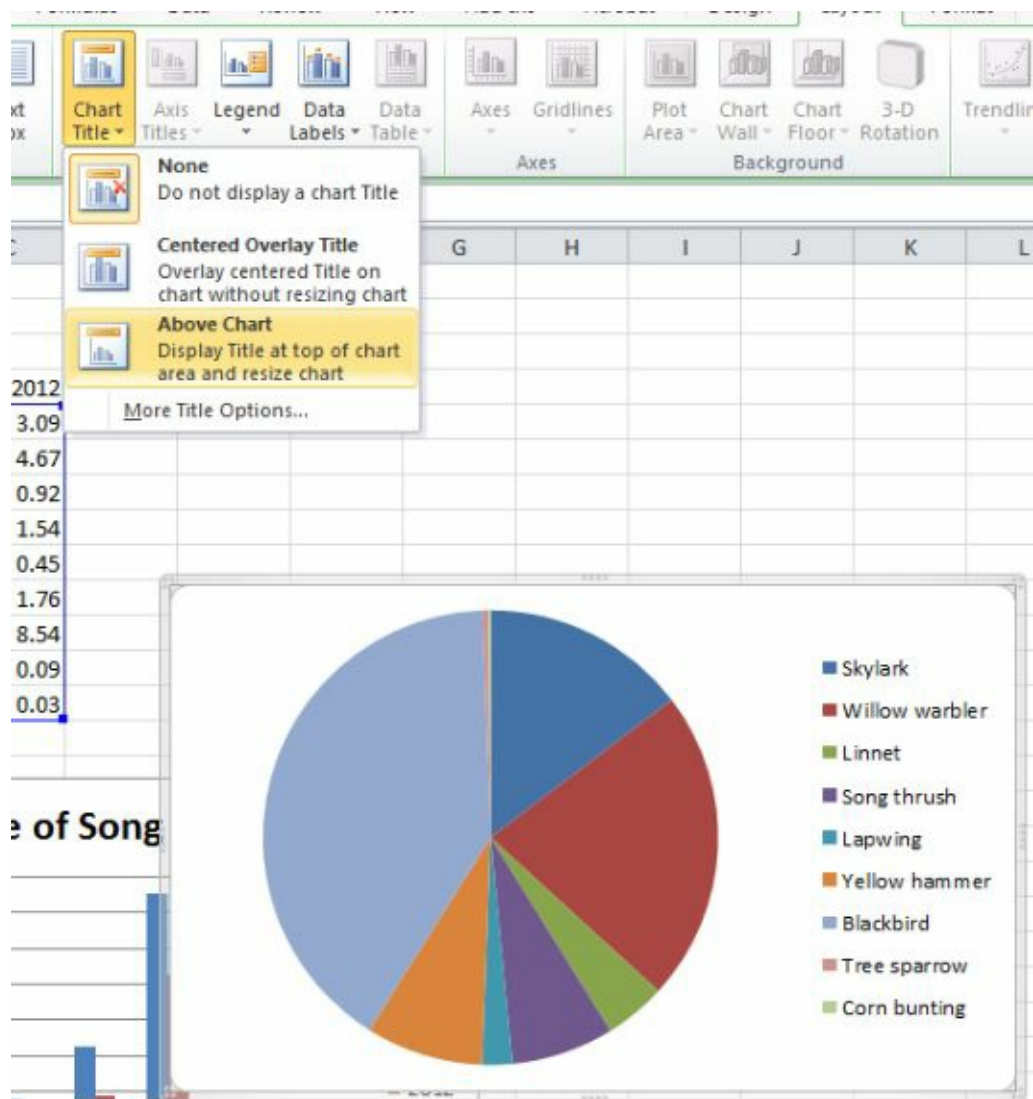 Chart Title
Axis Titles
Legend
Data Labels
Data Table
Axes
Gridlines
Plot Area
Chart Wall
Chart Floor
3-D Rotation
Axes
Background
None
Do not display a chart Title
Centered Overlay Title
Overlay centered Title on
chart without resizing chart
Above Chart
Display Title at top of chart
area and resize chart
More Title Options...
G H I J K L
2012
3.09
4.67
0.92
1.54
0.45
1.76
8.54
0.09
0.03
Skylark
Willow warbler
Linnet
Song thrush
Lapwing
Yellow hammer
Blackbird
Tree sparrow
Corn bunting
of Song